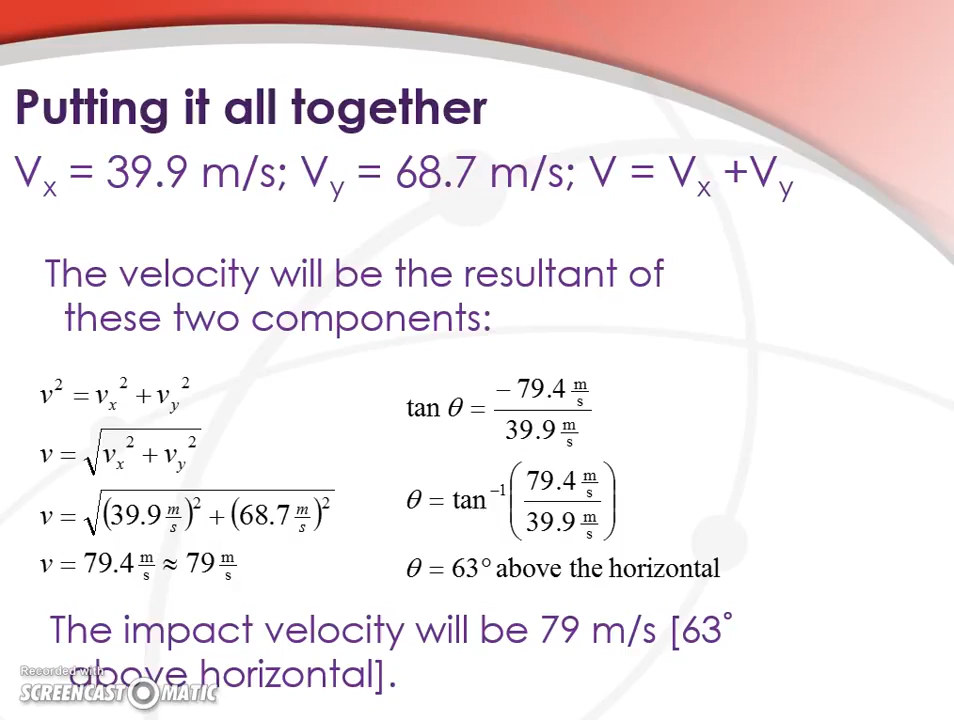 Putting it all together
Vx = 39.9 m/s; Vy = 68.7 m/s; V = Vx +Vy
The velocity will be the resultant of
these two components:
v² = vx² + vy²
v = √(vx² + vy²)
v = √((39.9 m/s)² + (68.7 m/s)²)
v = 79.4 m/s ≈ 79 m/s
tan θ = −79.4 m/s / 39.9 m/s
θ = tan⁻¹(79.4 m/s / 39.9 m/s)
θ = 63° above the horizontal
The impact velocity will be 79 m/s [63°
above horizontal].
Recorded with
SCREENCAST-O-MATIC